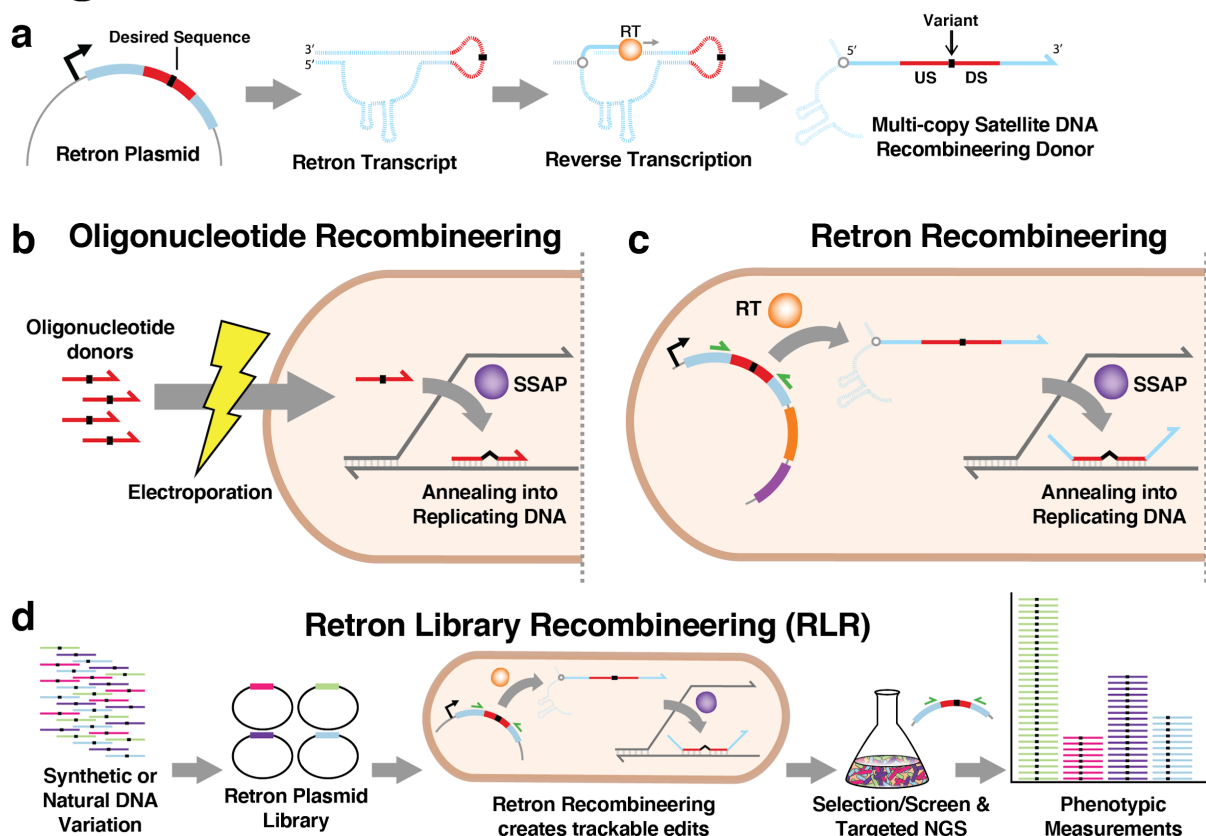 a
Desired Sequence
Retron Plasmid
3′
5′
Retron Transcript
RT
Reverse Transcription
Variant
5′
3′
US
DS
Multi-copy Satellite DNA
Recombineering Donor
b
Oligonucleotide Recombineering
Oligonucleotide
donors
Electroporation
SSAP
Annealing into
Replicating DNA
c
Retron Recombineering
RT
SSAP
Annealing into
Replicating DNA
d
Retron Library Recombineering (RLR)
Synthetic or
Natural DNA
Variation
Retron Plasmid
Library
Retron Recombineering
creates trackable edits
Selection/Screen &
Targeted NGS
Phenotypic
Measurements